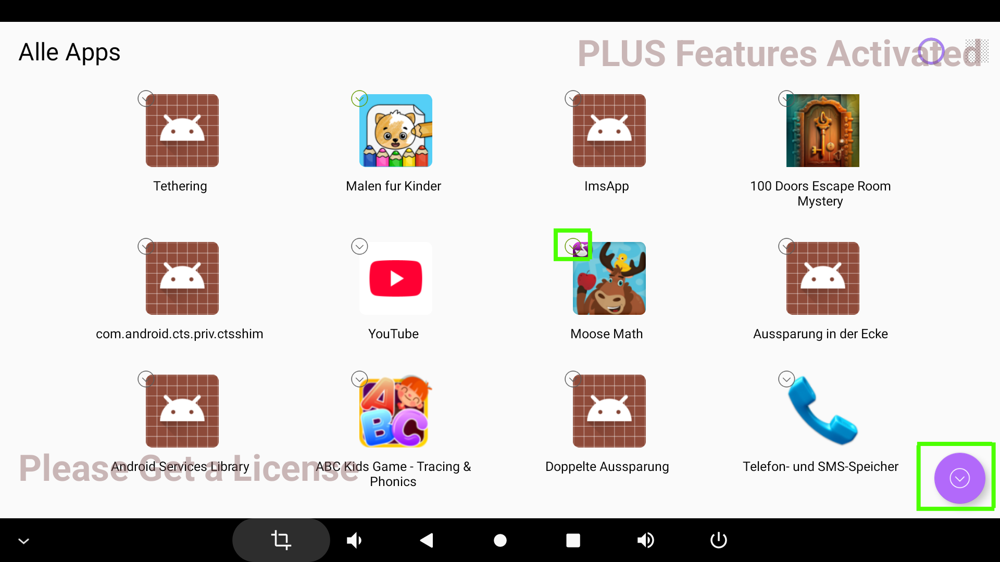 Alle Apps
PLUS Features Activated
Tethering
Malen fur Kinder
ImsApp
100 Doors Escape Room
Mystery
com.android.cts.priv.ctsshim
YouTube
Moose Math
Aussparung in der Ecke
ABC
Android Services Library
ABC Kids Game - Tracing &
Phonics
Doppelte Aussparung
Telefon- und SMS-Speicher
Please Get a License